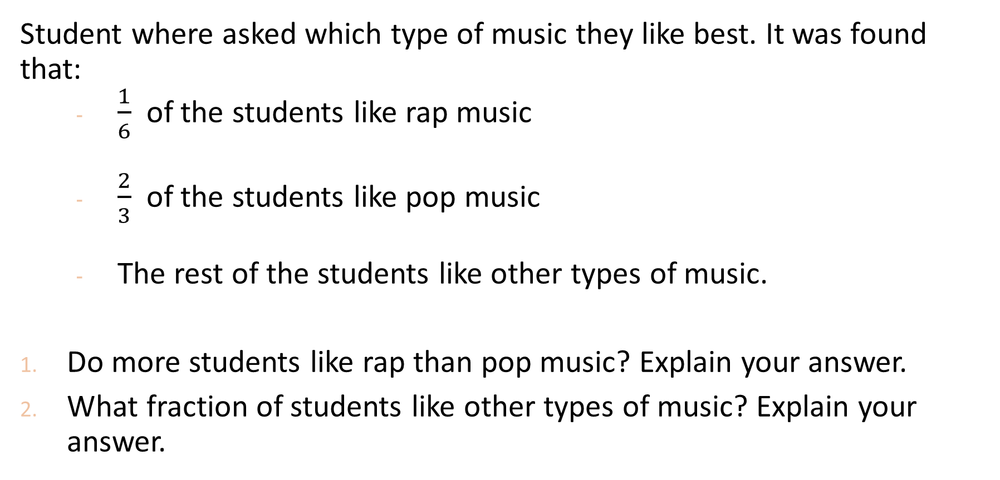 Student where asked which type of music they like best. It was found
that:
- 1/6 of the students like rap music
- 2/3 of the students like pop music
- The rest of the students like other types of music.
1. Do more students like rap than pop music? Explain your answer.
2. What fraction of students like other types of music? Explain your
answer.